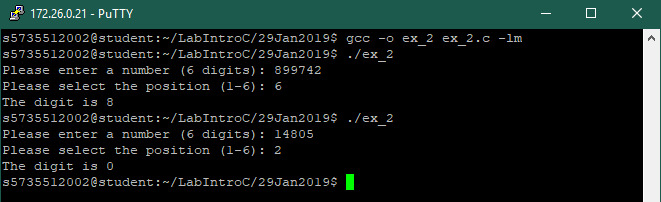 172.26.0.21 - PuTTY
s5735512002@student:~/LabIntroC/29Jan2019$ gcc -o ex_2 ex_2.c -lm
s5735512002@student:~/LabIntroC/29Jan2019$ ./ex_2
Please enter a number (6 digits): 899742
Please select the position (1-6): 6
The digit is 8
s5735512002@student:~/LabIntroC/29Jan2019$ ./ex_2
Please enter a number (6 digits): 14805
Please select the position (1-6): 2
The digit is 0
s5735512002@student:~/LabIntroC/29Jan2019$